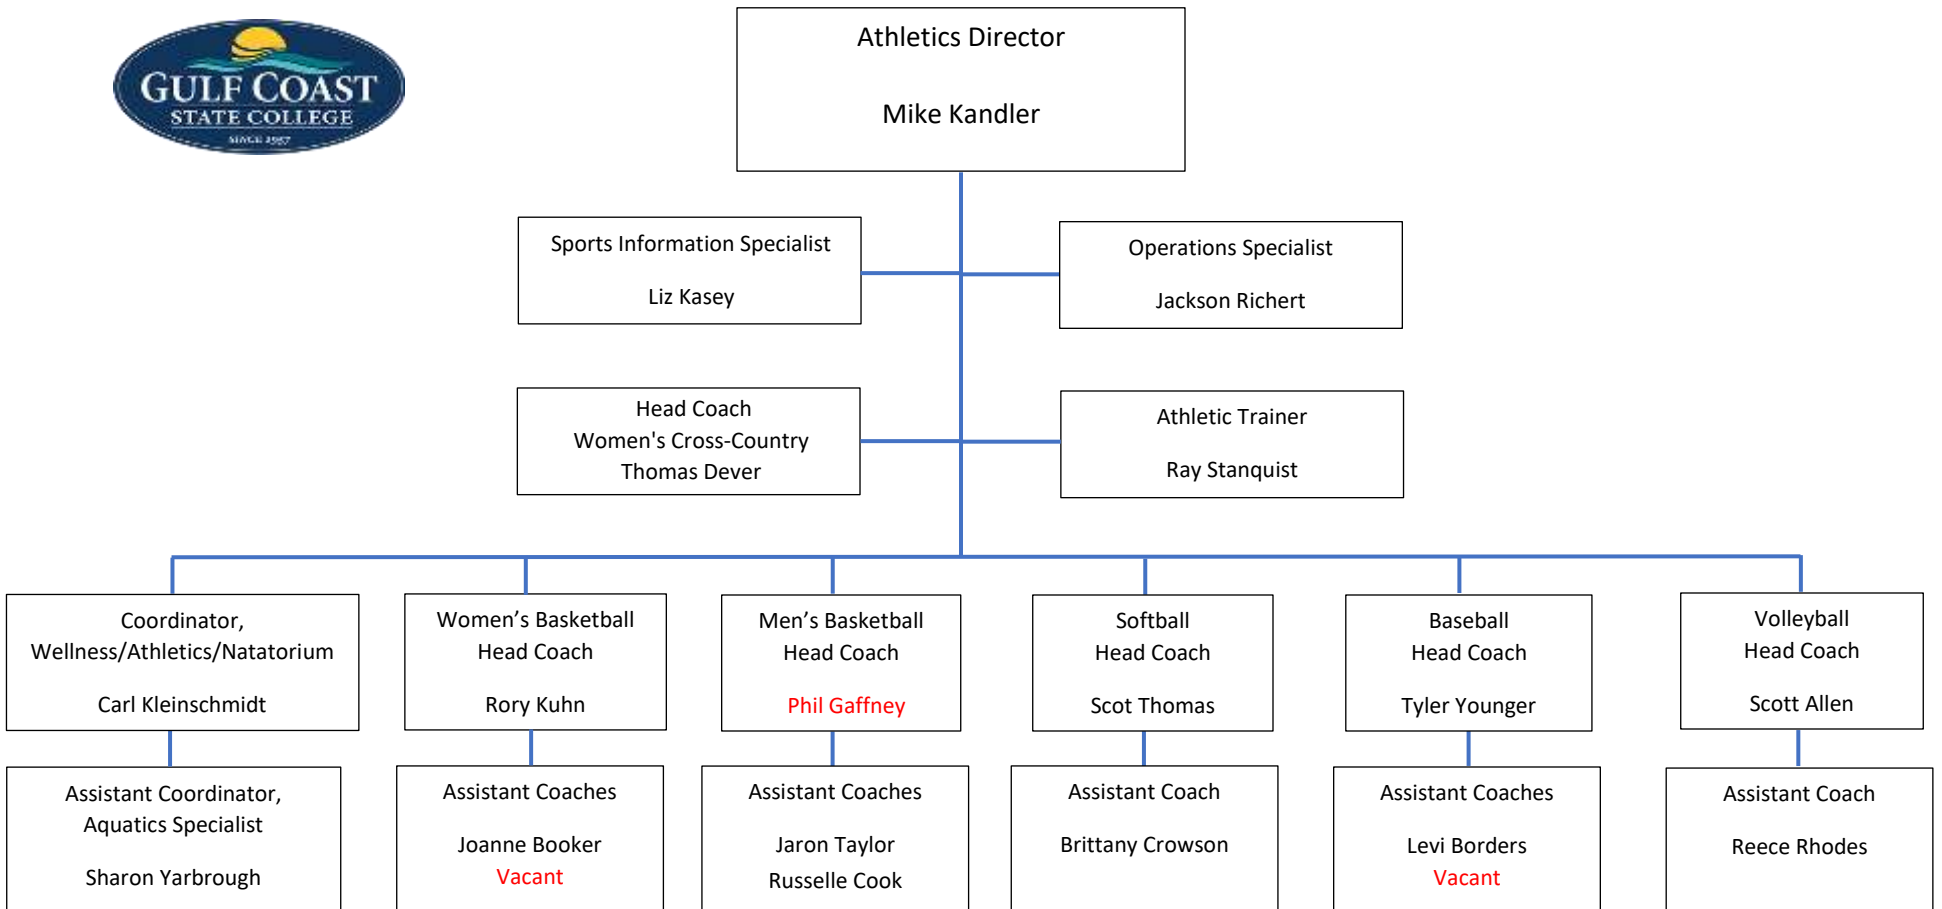 GULF COAST
STATE COLLEGE
SINCE 1957
Athletics Director
Mike Kandler
Sports Information Specialist
Liz Kasey
Operations Specialist
Jackson Richert
Head Coach
Women's Cross-Country
Thomas Dever
Athletic Trainer
Ray Stanquist
Coordinator,
Wellness/Athletics/Natatorium
Carl Kleinschmidt
Women’s Basketball
Head Coach
Rory Kuhn
Men’s Basketball
Head Coach
Phil Gaffney
Softball
Head Coach
Scot Thomas
Baseball
Head Coach
Tyler Younger
Volleyball
Head Coach
Scott Allen
Assistant Coordinator,
Aquatics Specialist
Sharon Yarbrough
Assistant Coaches
Joanne Booker
Vacant
Assistant Coaches
Jaron Taylor
Russelle Cook
Assistant Coach
Brittany Crowson
Assistant Coaches
Levi Borders
Vacant
Assistant Coach
Reece Rhodes